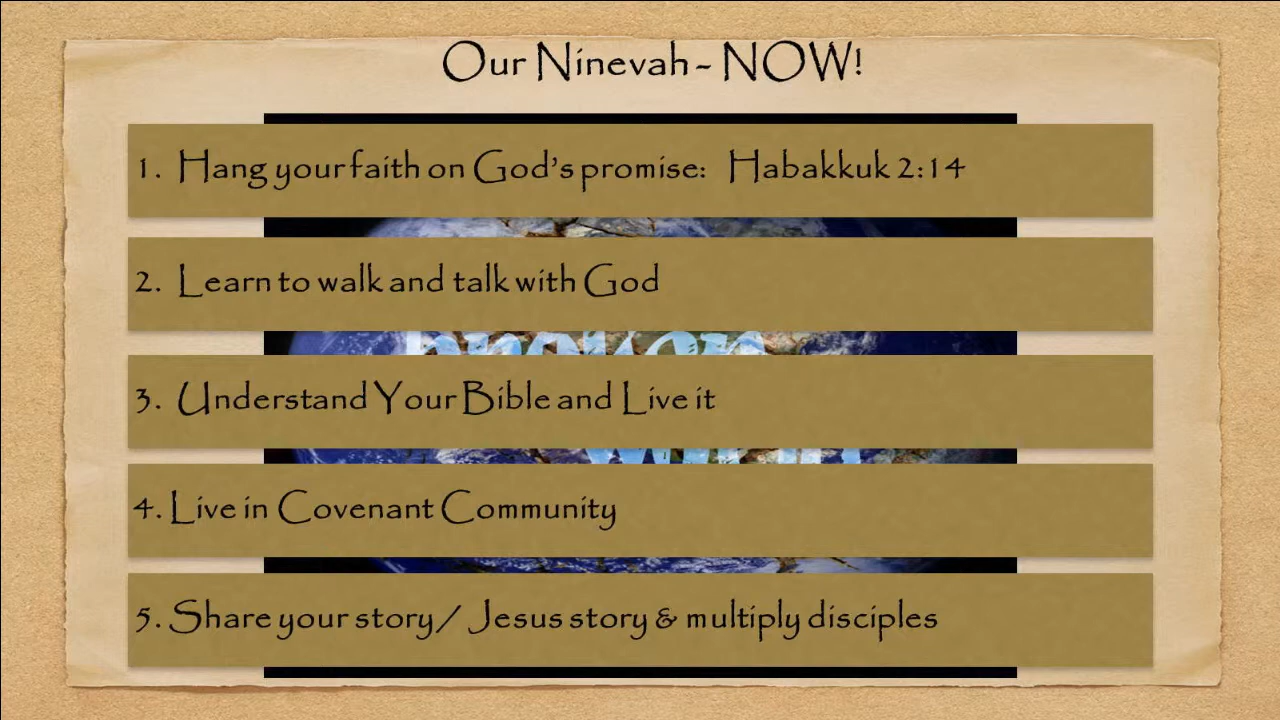 Our Ninevah - NOW!
1. Hang your faith on God's promise: Habakkuk 2:14
2. Learn to walk and talk with God
3. Understand Your Bible and Live it
4. Live in Covenant Community
5. Share your story / Jesus story & multiply disciples